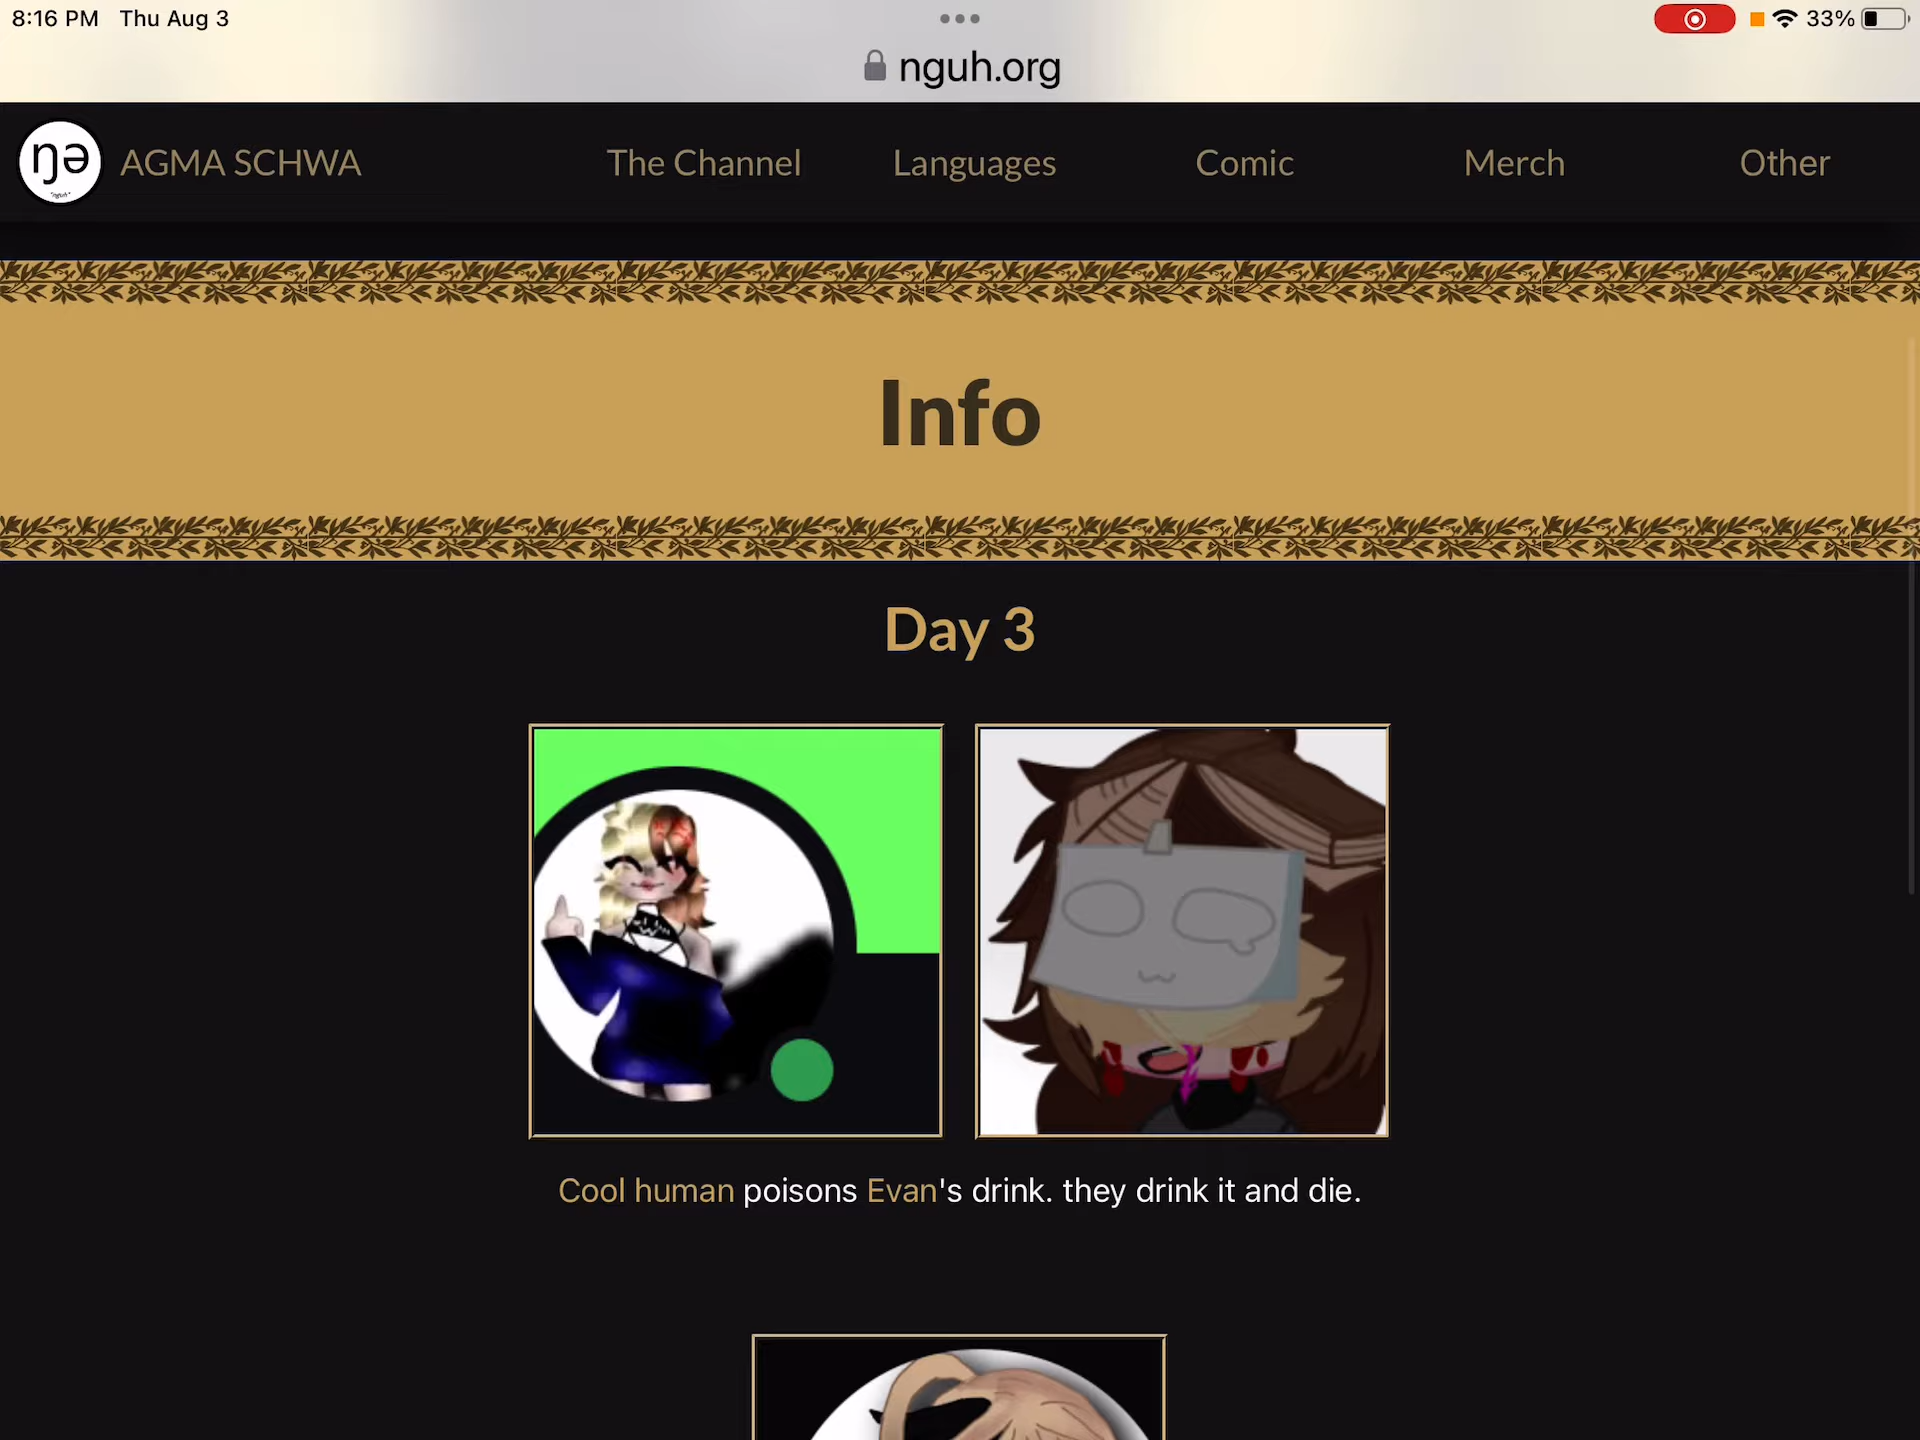 8:16 PM Thu Aug 3
33%
nguh.org
ŋə
AGMA SCHWA
The Channel
Languages
Comic
Merch
Other
Info
Day 3
Cool human poisons Evan's drink. they drink it and die.